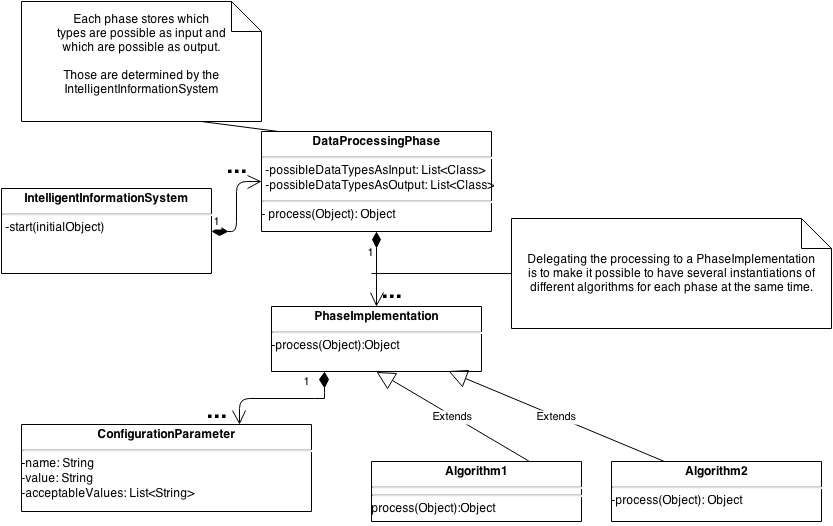 Each phase stores which
types are possible as input and
which are possible as output.
Those are determined by the
IntelligentInformationSystem
DataProcessingPhase
-possibleDataTypesAsInput: List<Class>
-possibleDataTypesAsOutput: List<Class>
- process(Object): Object
...
IntelligentInformationSystem
-start(initialObject)
1
1
...
Delegating the processing to a PhaseImplementation
is to make it possible to have several instantiations of
different algorithms for each phase at the same time.
PhaseImplementation
-process(Object):Object
1
...
Extends
Extends
ConfigurationParameter
-name: String
-value: String
-acceptableValues: List<String>
Algorithm1
process(Object):Object
Algorithm2
-process(Object): Object